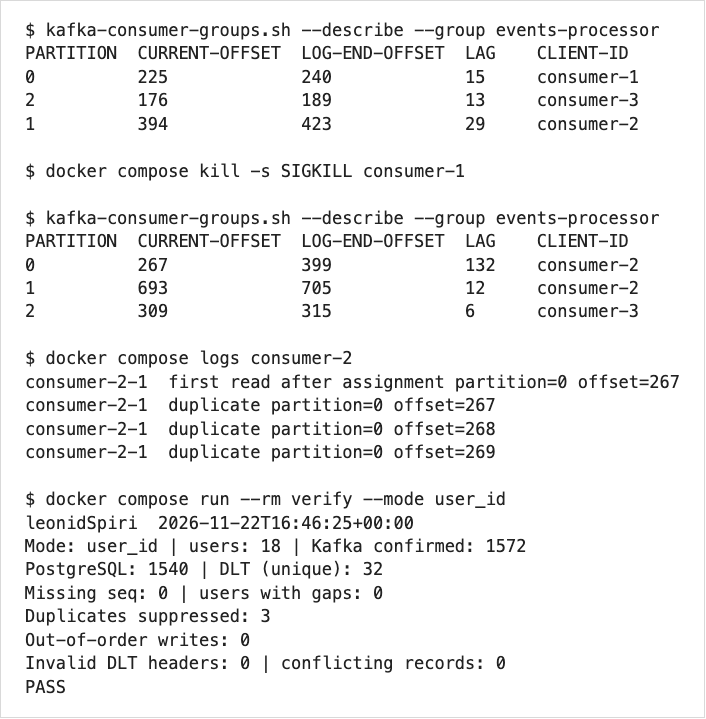 $ kafka-consumer-groups.sh --describe --group events-processor
PARTITION  CURRENT-OFFSET  LOG-END-OFFSET  LAG    CLIENT-ID
0          225             240             15     consumer-1
2          176             189             13     consumer-3
1          394             423             29     consumer-2
$ docker compose kill -s SIGKILL consumer-1
$ kafka-consumer-groups.sh --describe --group events-processor
PARTITION  CURRENT-OFFSET  LOG-END-OFFSET  LAG    CLIENT-ID
0          267             399             132    consumer-2
1          693             705             12     consumer-2
2          309             315             6      consumer-3
$ docker compose logs consumer-2
consumer-2-1  first read after assignment partition=0 offset=267
consumer-2-1  duplicate partition=0 offset=267
consumer-2-1  duplicate partition=0 offset=268
consumer-2-1  duplicate partition=0 offset=269
$ docker compose run --rm verify --mode user_id
leonidSpiri  2026-11-22T16:46:25+00:00
Mode: user_id | users: 18 | Kafka confirmed: 1572
PostgreSQL: 1540 | DLT (unique): 32
Missing seq: 0 | users with gaps: 0
Duplicates suppressed: 3
Out-of-order writes: 0
Invalid DLT headers: 0 | conflicting records: 0
PASS